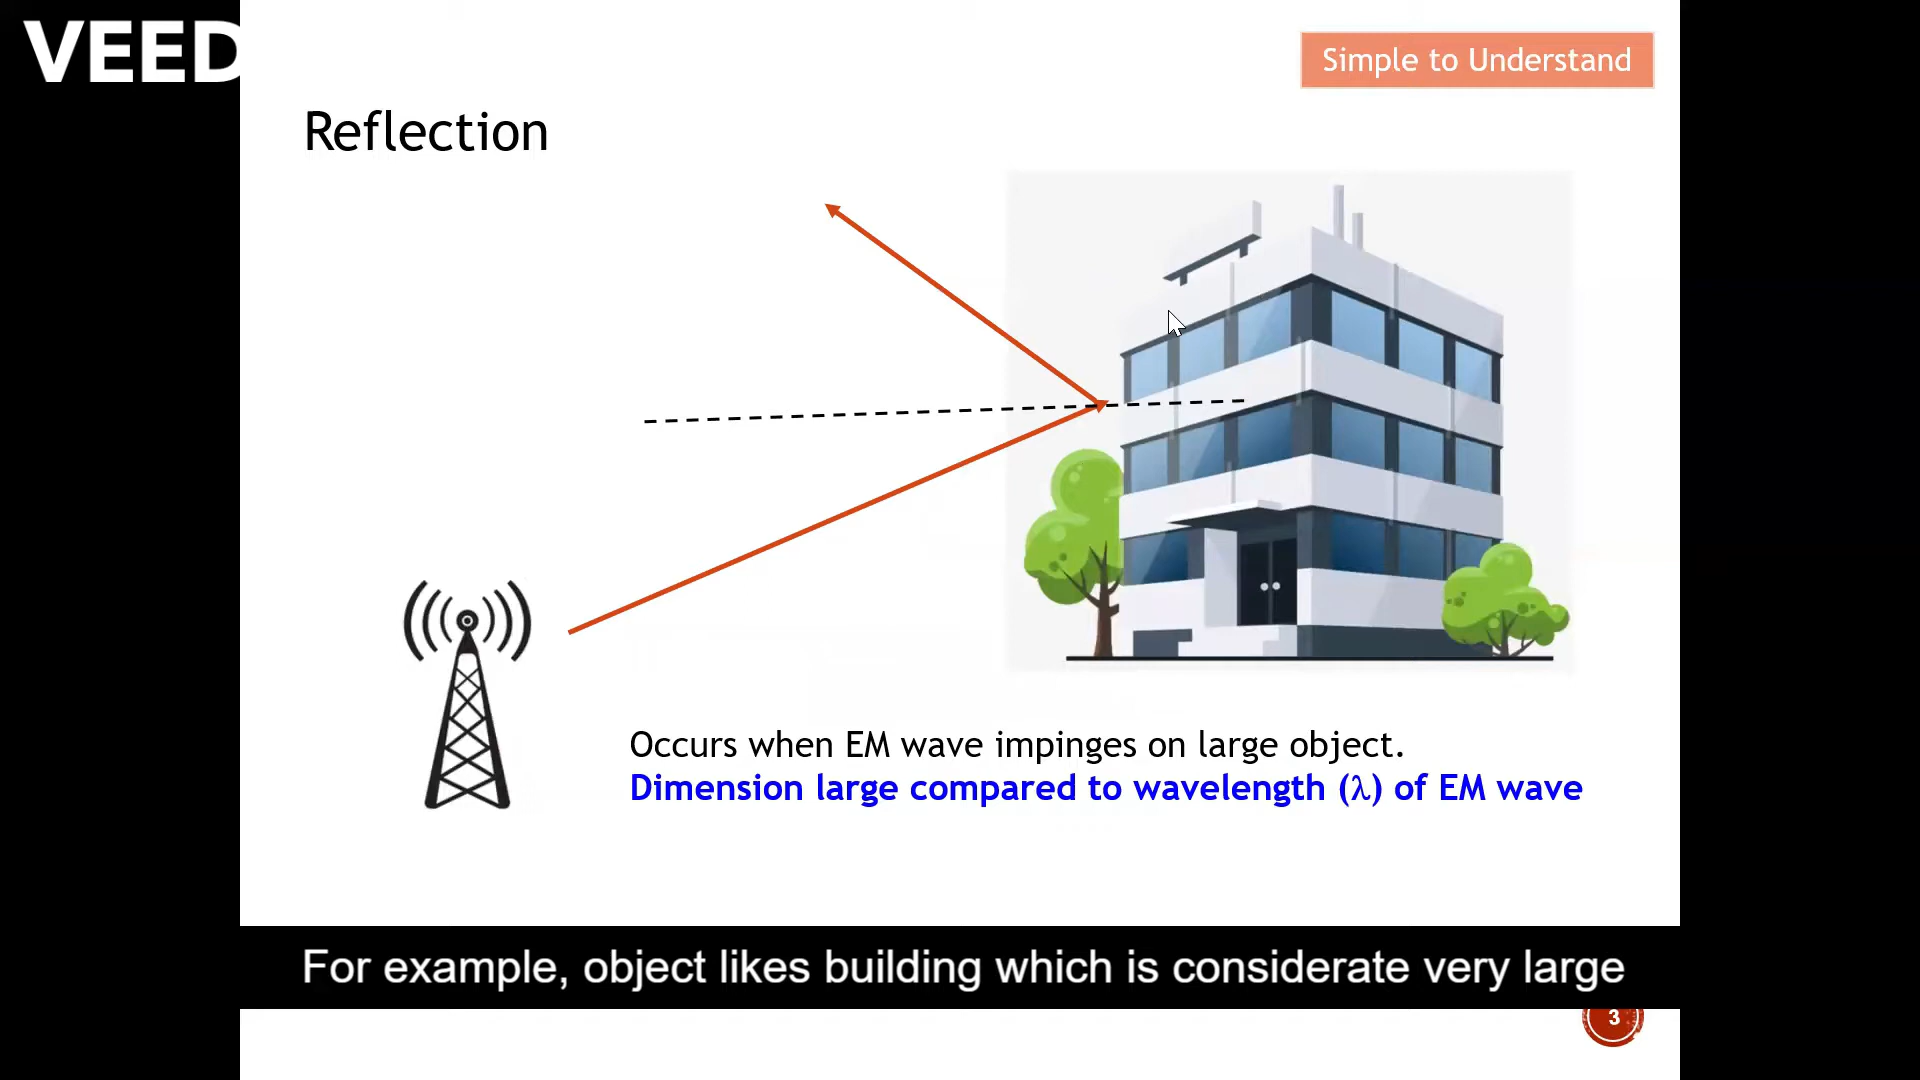 VEED
Simple to Understand
Reflection
Occurs when EM wave impinges on large object.
Dimension large compared to wavelength (λ) of EM wave
For example, object likes building which is considerate very large
3